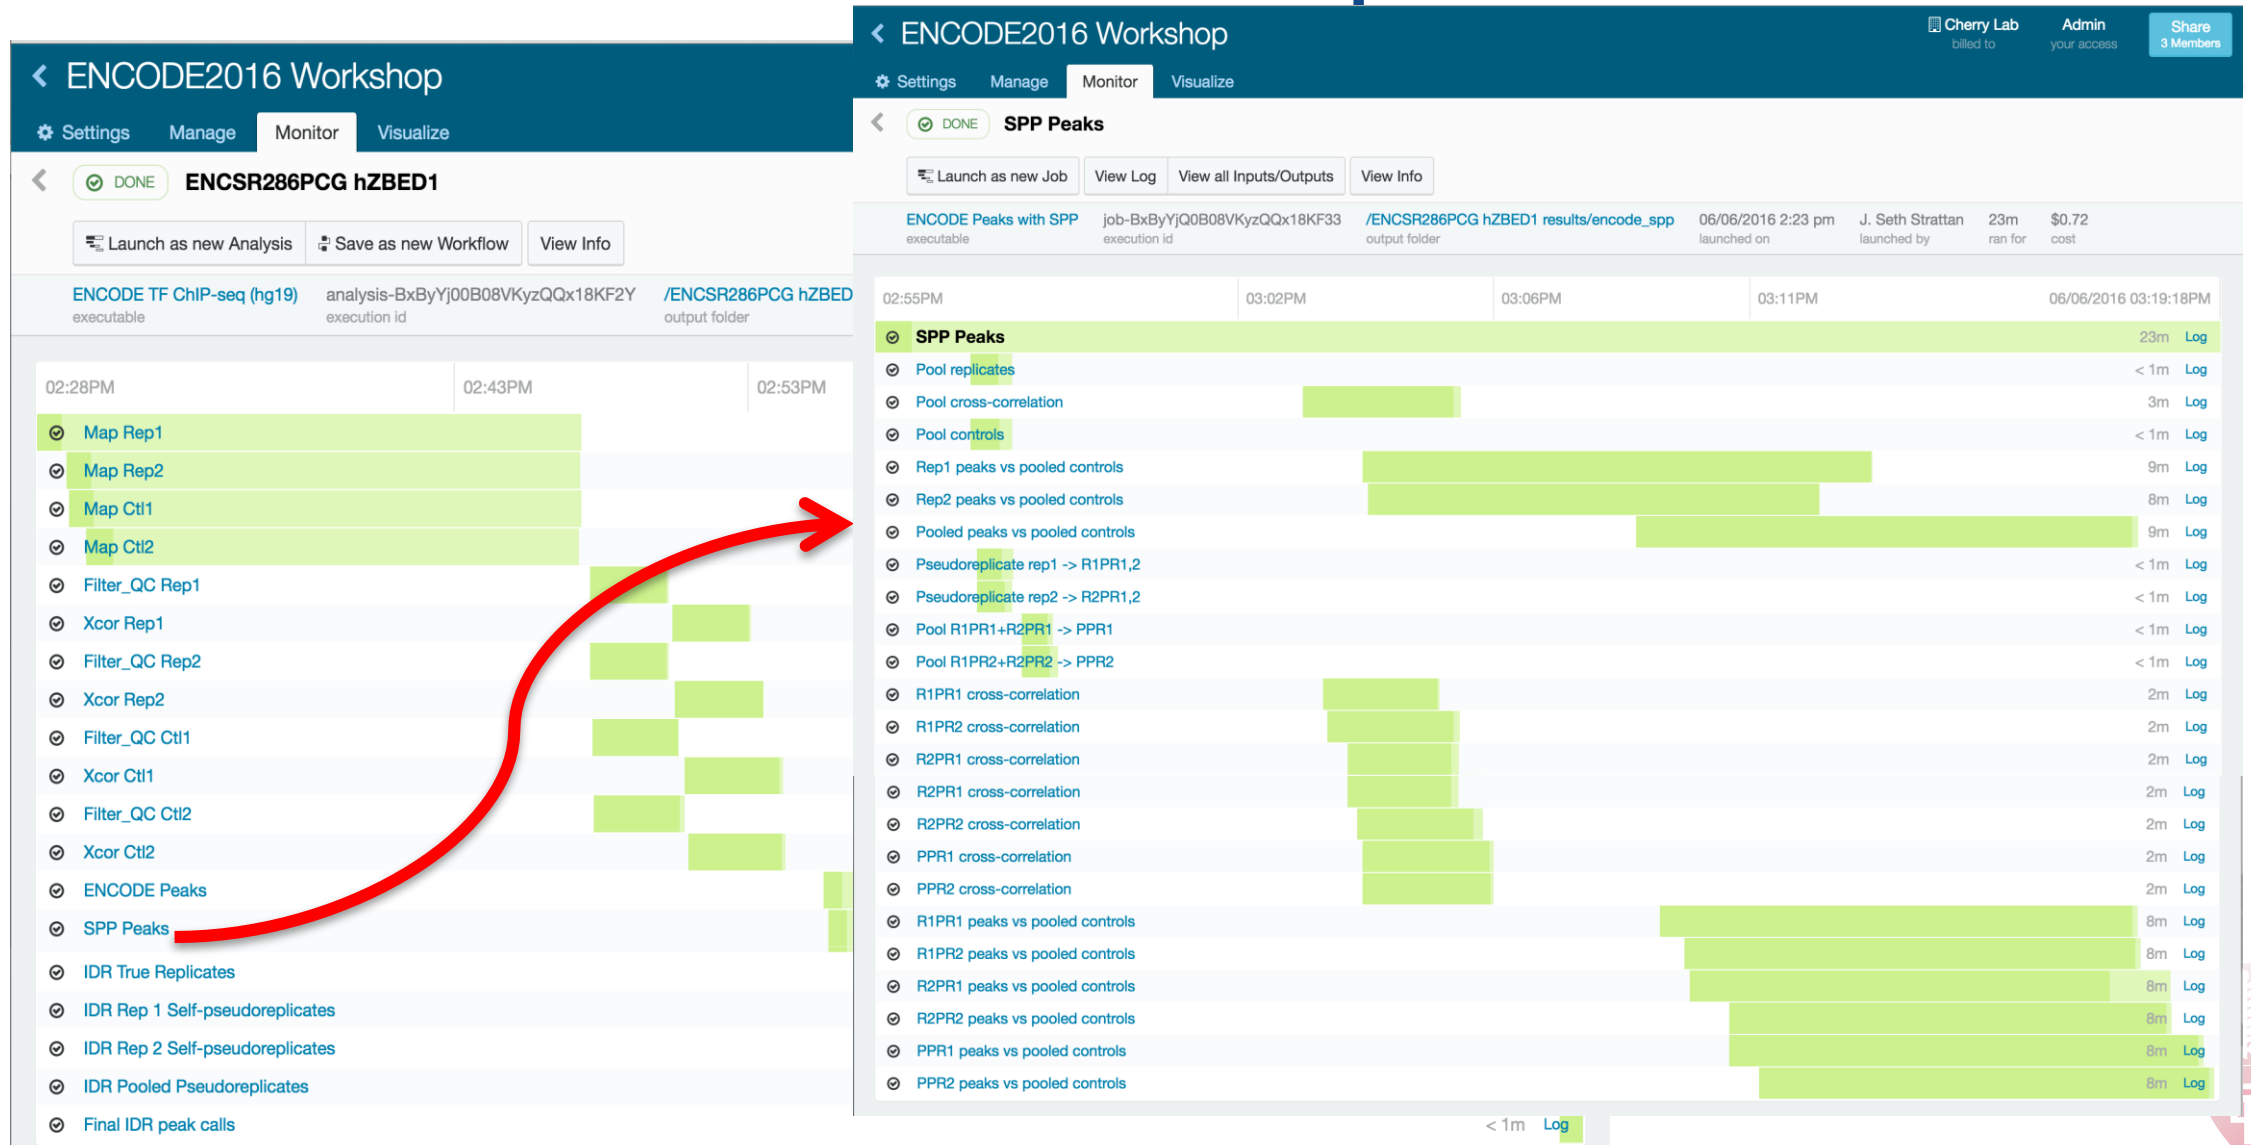 ENCODE2016 Workshop
Settings Manage Monitor Visualize
DONE ENCSR286PCG hZBED1
Launch as new Analysis Save as new Workflow View Info
ENCODE TF ChIP-seq (hg19) analysis-BxByYj00B08VKyzQQx18KF2Y /ENCSR286PCG hZBED
executable execution id output folder
02:28PM 02:43PM 02:53PM
Map Rep1
Map Rep2
Map Ctl1
Map Ctl2
Filter_QC Rep1
Xcor Rep1
Filter_QC Rep2
Xcor Rep2
Filter_QC Ctl1
Xcor Ctl1
Filter_QC Ctl2
Xcor Ctl2
ENCODE Peaks
SPP Peaks
IDR True Replicates
IDR Rep 1 Self-pseudoreplicates
IDR Rep 2 Self-pseudoreplicates
IDR Pooled Pseudoreplicates
Final IDR peak calls < 1m Log
ENCODE2016 Workshop Cherry Lab Admin Share
billed to your access 3 Members
Settings Manage Monitor Visualize
DONE SPP Peaks
Launch as new Job View Log View all Inputs/Outputs View Info
ENCODE Peaks with SPP job-BxByYjQ0B08VKyzQQx18KF33 /ENCSR286PCG hZBED1 results/encode_spp 06/06/2016 2:23 pm J. Seth Strattan 23m $0.72
executable execution id output folder launched on launched by ran for cost
02:55PM 03:02PM 03:06PM 03:11PM 06/06/2016 03:19:18PM
SPP Peaks 23m Log
Pool replicates < 1m Log
Pool cross-correlation 3m Log
Pool controls < 1m Log
Rep1 peaks vs pooled controls 9m Log
Rep2 peaks vs pooled controls 8m Log
Pooled peaks vs pooled controls 9m Log
Pseudoreplicate rep1 -> R1PR1,2 < 1m Log
Pseudoreplicate rep2 -> R2PR1,2 < 1m Log
Pool R1PR1+R2PR1 -> PPR1 < 1m Log
Pool R1PR2+R2PR2 -> PPR2 < 1m Log
R1PR1 cross-correlation 2m Log
R1PR2 cross-correlation 2m Log
R2PR1 cross-correlation 2m Log
R2PR1 cross-correlation 2m Log
R2PR2 cross-correlation 2m Log
PPR1 cross-correlation 2m Log
PPR2 cross-correlation 2m Log
R1PR1 peaks vs pooled controls 8m Log
R1PR2 peaks vs pooled controls 8m Log
R2PR1 peaks vs pooled controls 8m Log
R2PR2 peaks vs pooled controls 8m Log
PPR1 peaks vs pooled controls 8m Log
PPR2 peaks vs pooled controls 8m Log